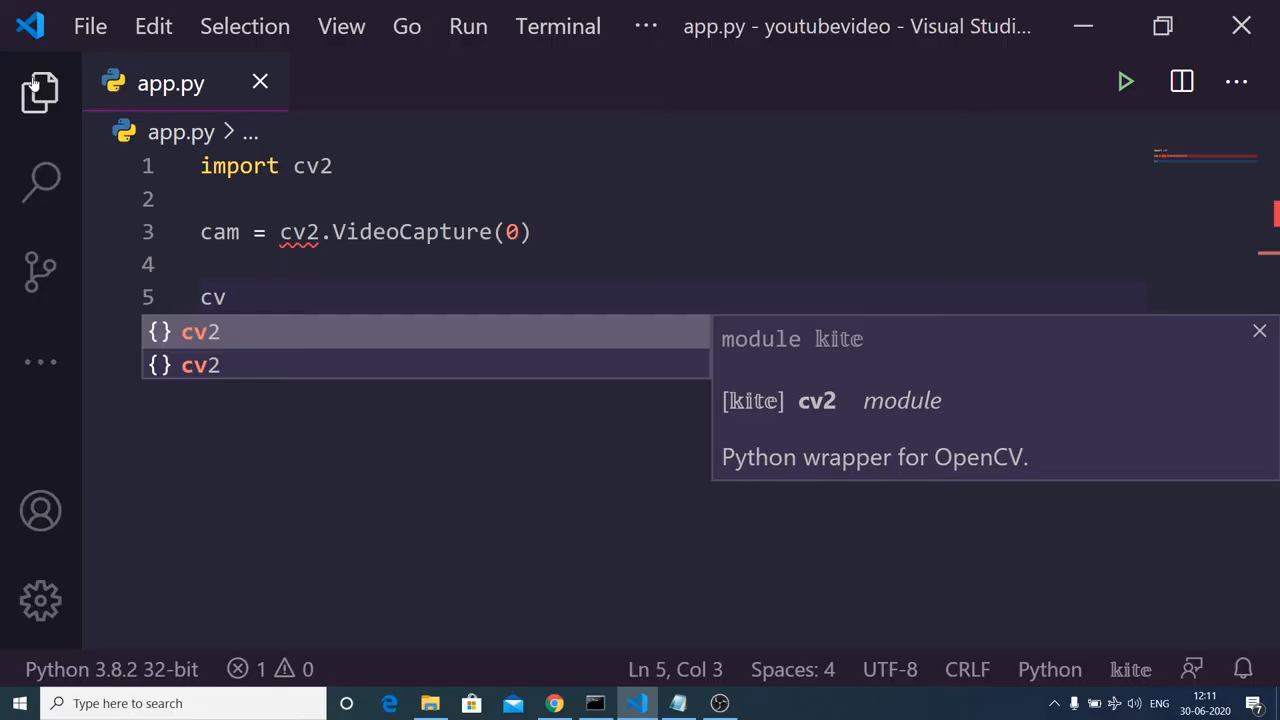 File Edit Selection View Go Run Terminal ··· app.py - youtubevideo - Visual Studi...
app.py
app.py > ...
1 import cv2
2
3 cam = cv2.VideoCapture(0)
4
5 cv
{} cv2
{} cv2
module kite
[kite] cv2 module
Python wrapper for OpenCV.
Python 3.8.2 32-bit 1 0 Ln 5, Col 3 Spaces: 4 UTF-8 CRLF Python kite
Type here to search ENG 12:11
30-06-2020 7